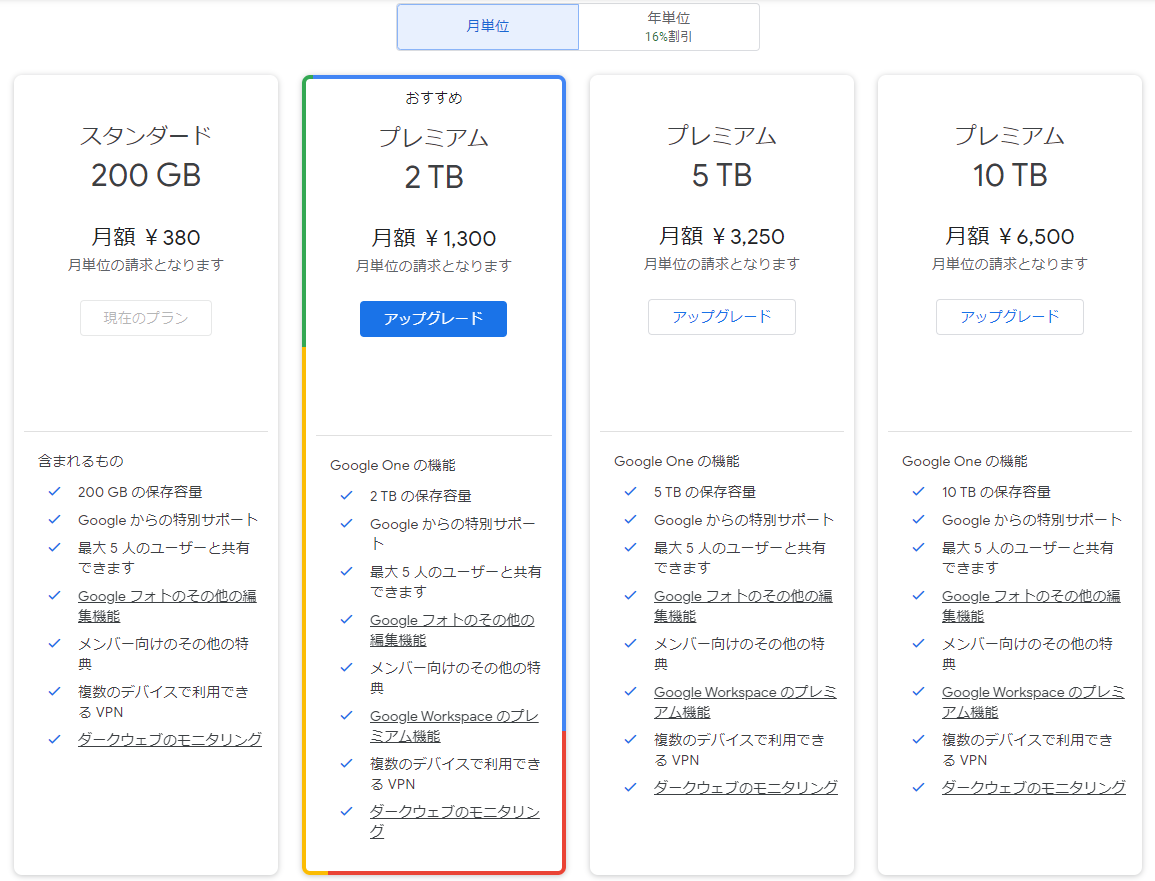 月単位
年単位
16%割引
スタンダード
200 GB
月額 ¥380
月単位の請求となります
現在のプラン
含まれるもの
200 GB の保存容量
Google からの特別サポート
最大 5 人のユーザーと共有
できます
Google フォトのその他の編
集機能
メンバー向けのその他の特
典
複数のデバイスで利用でき
る VPN
ダークウェブのモニタリング
おすすめ
プレミアム
2 TB
月額 ¥1,300
月単位の請求となります
アップグレード
Google One の機能
2 TB の保存容量
Google からの特別サポー
ト
最大 5 人のユーザーと共有
できます
Google フォトのその他の
編集機能
メンバー向けのその他の特
典
Google Workspace のプレ
ミアム機能
複数のデバイスで利用でき
る VPN
ダークウェブのモニタリン
グ
プレミアム
5 TB
月額 ¥3,250
月単位の請求となります
アップグレード
Google One の機能
5 TB の保存容量
Google からの特別サポート
最大 5 人のユーザーと共有
できます
Google フォトのその他の編
集機能
メンバー向けのその他の特
典
Google Workspace のプレミ
アム機能
複数のデバイスで利用でき
る VPN
ダークウェブのモニタリング
プレミアム
10 TB
月額 ¥6,500
月単位の請求となります
アップグレード
Google One の機能
10 TB の保存容量
Google からの特別サポート
最大 5 人のユーザーと共有
できます
Google フォトのその他の編
集機能
メンバー向けのその他の特
典
Google Workspace のプレミ
アム機能
複数のデバイスで利用でき
る VPN
ダークウェブのモニタリング